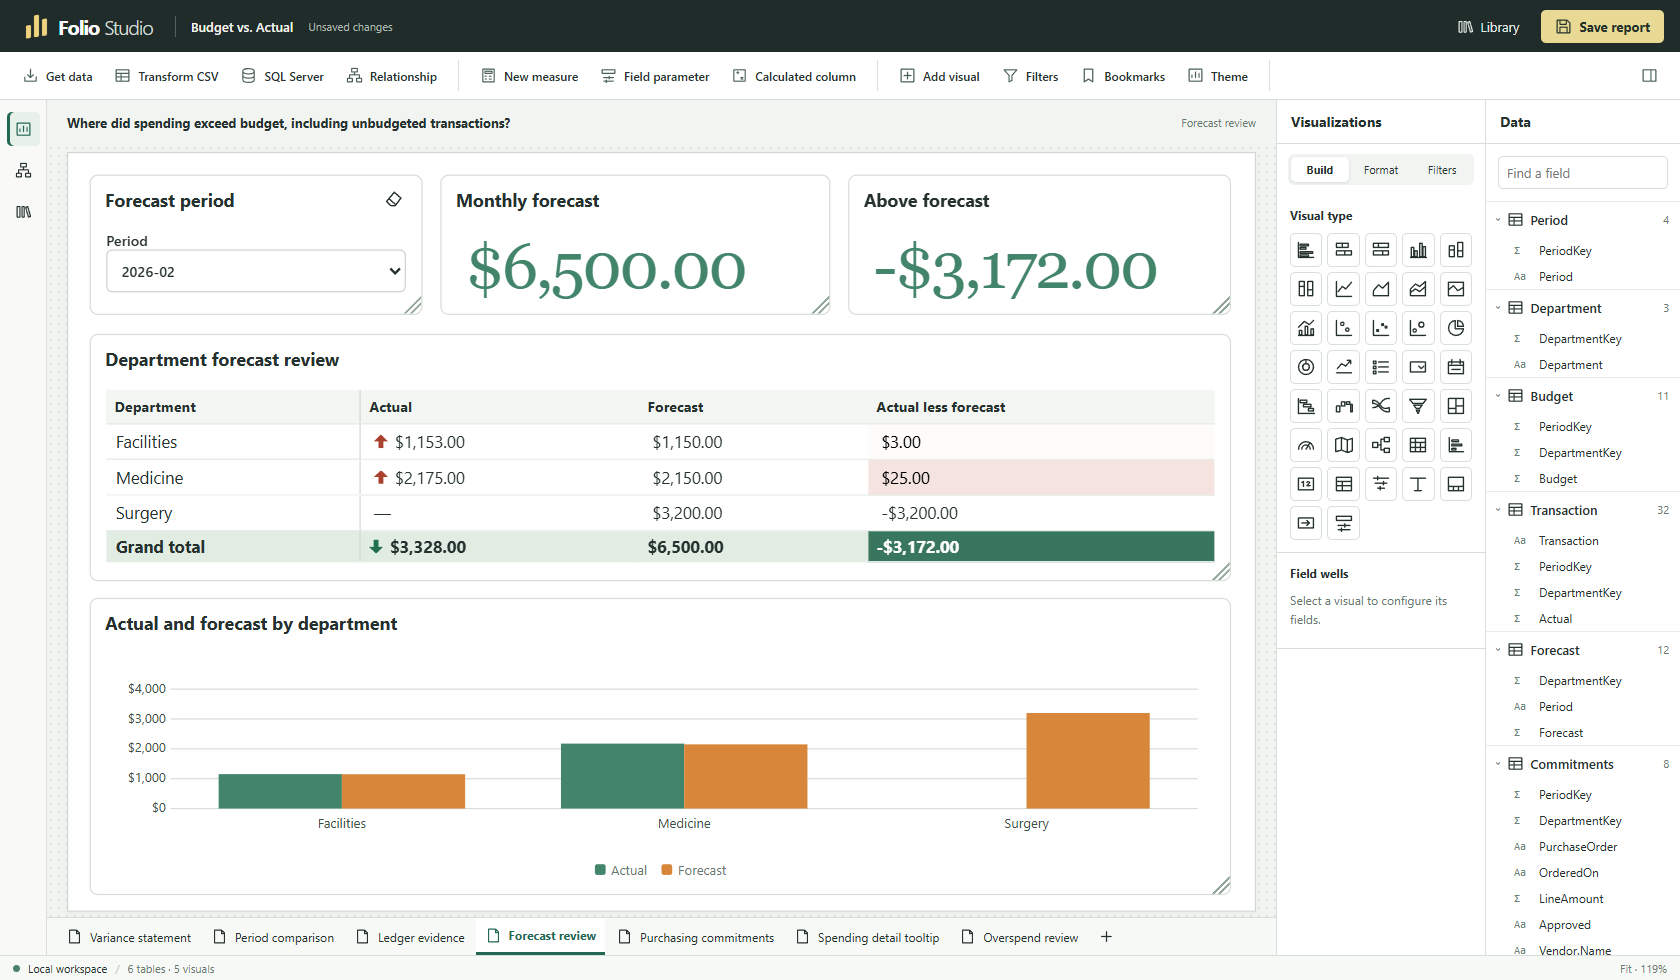 Folio Studio
Budget vs. Actual
Unsaved changes
Library
Save report
Get data
Transform CSV
SQL Server
Relationship
New measure
Field parameter
Calculated column
Add visual
Filters
Bookmarks
Theme
Where did spending exceed budget, including unbudgeted transactions?
Forecast review
Forecast period
Period
2026-02
Monthly forecast
$6,500.00
Above forecast
-$3,172.00
Department forecast review
Department Actual Forecast Actual less forecast
Facilities $1,153.00 $1,150.00 $3.00
Medicine $2,175.00 $2,150.00 $25.00
Surgery — $3,200.00 -$3,200.00
Grand total $3,328.00 $6,500.00 -$3,172.00
Actual and forecast by department
$4,000
$3,000
$2,000
$1,000
$0
Facilities Medicine Surgery
Actual Forecast
Variance statement
Period comparison
Ledger evidence
Forecast review
Purchasing commitments
Spending detail tooltip
Overspend review
Local workspace / 6 tables · 5 visuals
Fit · 119%
Visualizations
Build Format Filters
Visual type
12
Field wells
Select a visual to configure its
fields.
Data
Find a field
Period 4
Σ PeriodKey
Aa Period
Department 3
Σ DepartmentKey
Aa Department
Budget 11
Σ PeriodKey
Σ DepartmentKey
Σ Budget
Transaction 32
Aa Transaction
Σ PeriodKey
Σ DepartmentKey
Σ Actual
Forecast 12
Σ DepartmentKey
Aa Period
Σ Forecast
Commitments 8
Σ PeriodKey
Σ DepartmentKey
Aa PurchaseOrder
Aa OrderedOn
Σ LineAmount
Aa Approved
Aa Vendor.Name